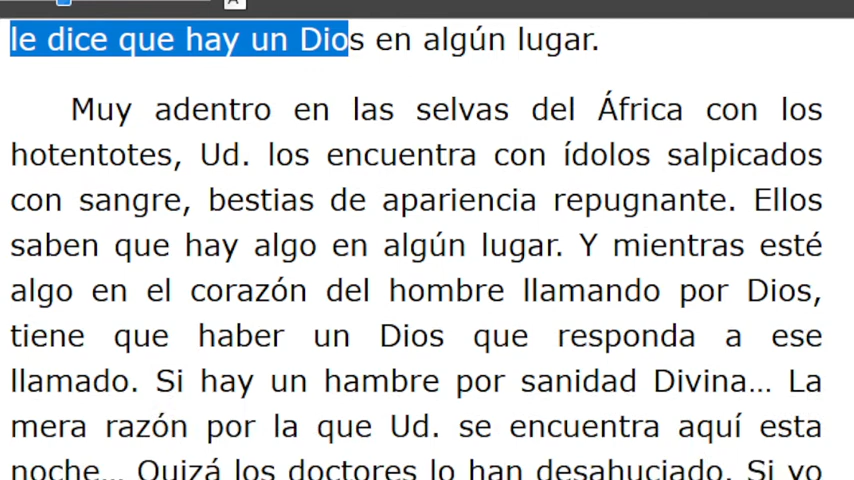 le dice que hay un Dios en algún lugar.
Muy adentro en las selvas del África con los
hotentotes, Ud. los encuentra con ídolos salpicados
con sangre, bestias de apariencia repugnante. Ellos
saben que hay algo en algún lugar. Y mientras esté
algo en el corazón del hombre llamando por Dios,
tiene que haber un Dios que responda a ese
llamado. Si hay un hambre por sanidad Divina… La
mera razón por la que Ud. se encuentra aquí esta
noche… Quizá los doctores lo han desahuciado. Si yo